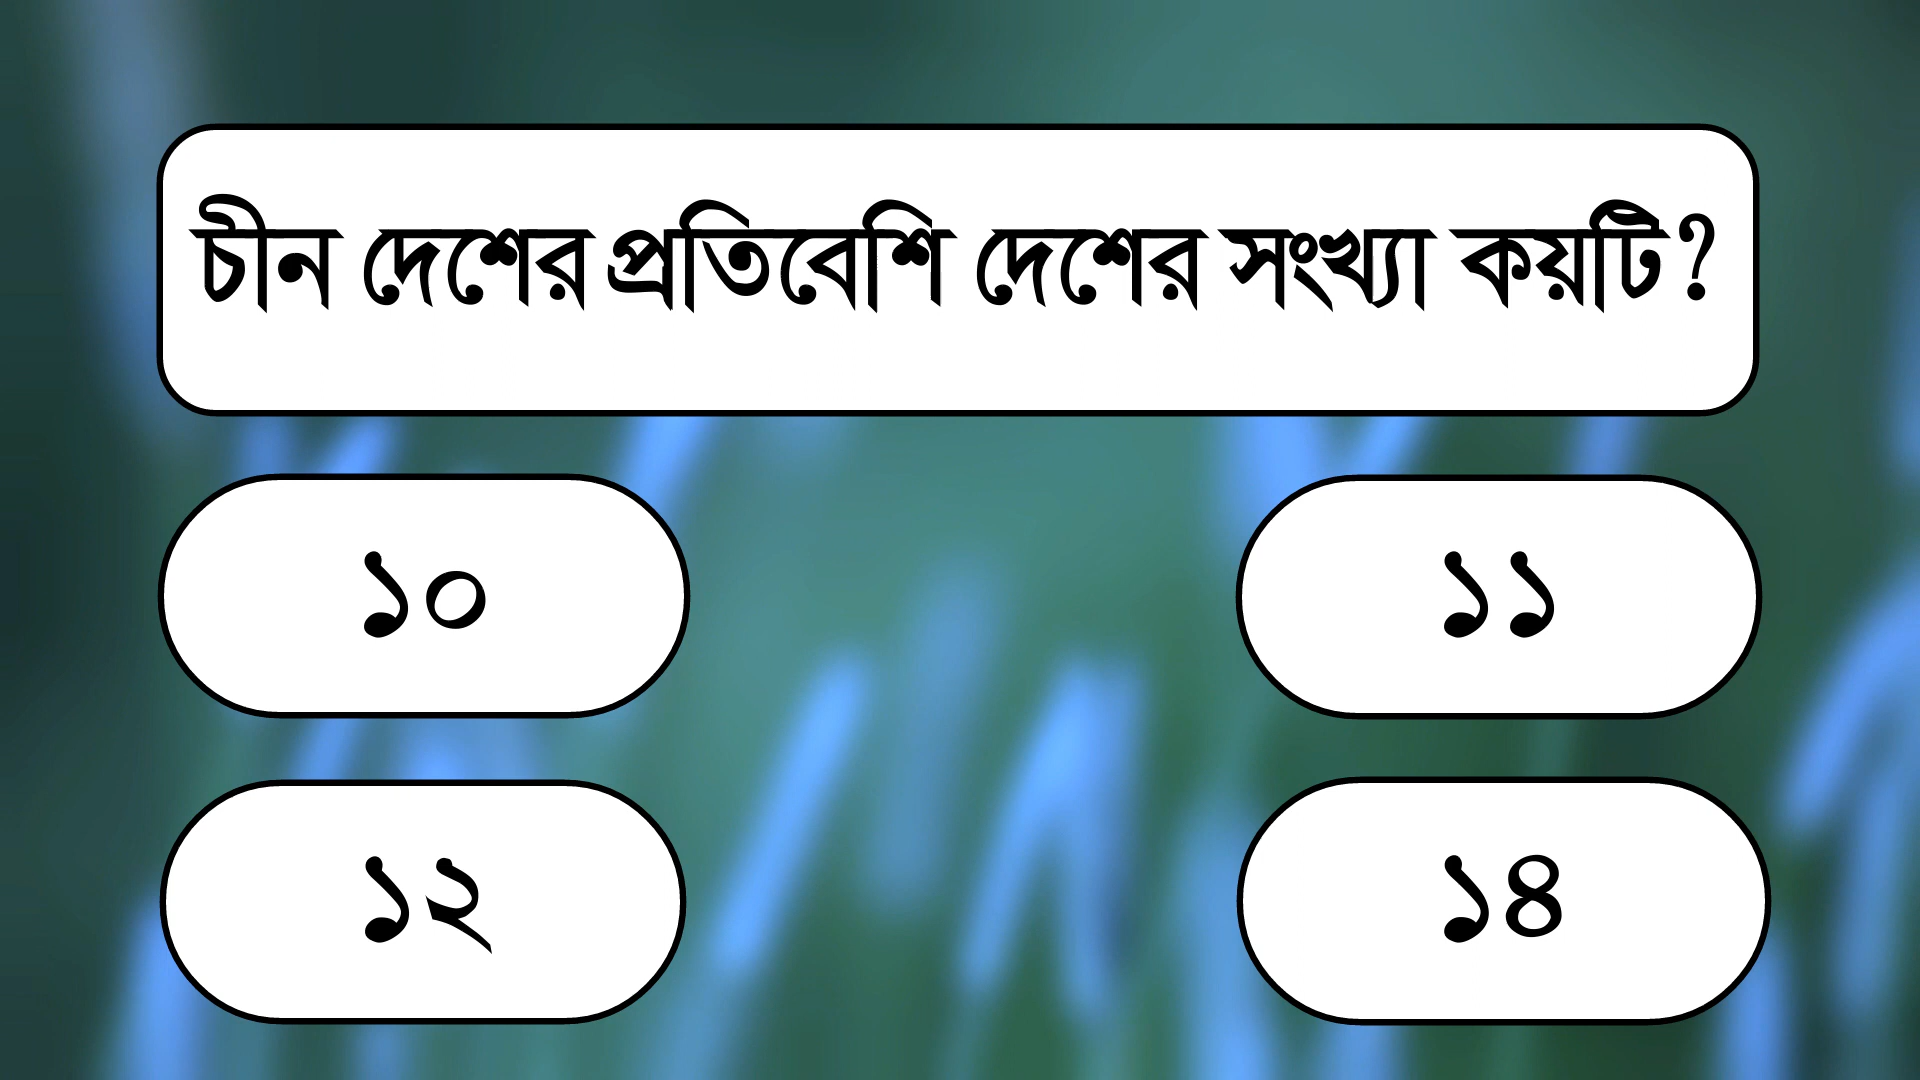 চীন দেশের প্রতিবেশি দেশের সংখ্যা কয়টি?
১০
১১
১২
১৪